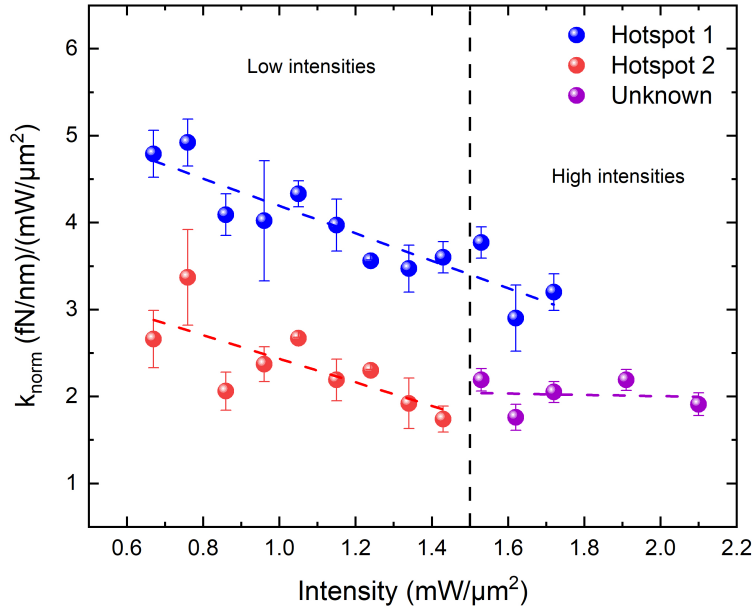 Hotspot 1
Hotspot 2
Unknown
Low intensities
High intensities
k_norm (fN/nm)/(mW/µm²)
6
5
4
3
2
1
0.6 0.8 1.0 1.2 1.4 1.6 1.8 2.0 2.2
Intensity (mW/µm²)